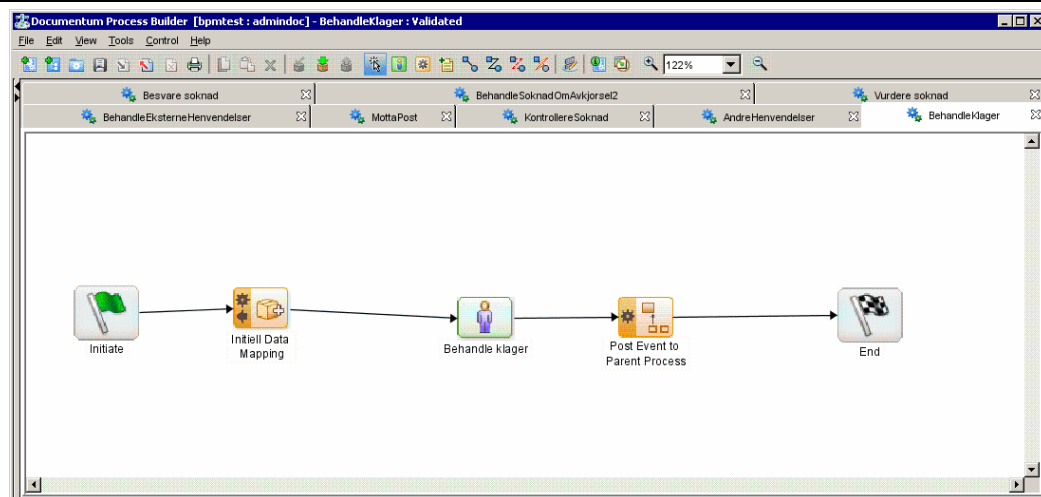 Documentum Process Builder [bpmtest : admindoc] - BehandleKlager : Validated
File Edit View Tools Control Help
122%
Besvare soknad
BehandleSoknadOmAvkjorsel2
Vurdere soknad
BehandleEksterneHenvendelser
MottaPost
KontrollereSoknad
AndreHenvendelser
BehandleKlager
Initiate
Initiell Data
Mapping
Behandle klager
Post Event to
Parent Process
End